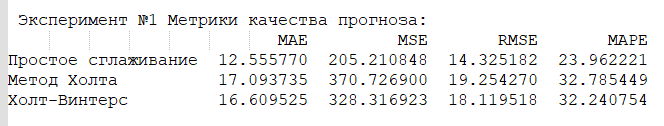 Эксперимент №1 Метрики качества прогноза:
MAE MSE RMSE MAPE
Простое сглаживание 12.555770 205.210848 14.325182 23.962221
Метод Холта 17.093735 370.726900 19.254270 32.785449
Холт-Винтерс 16.609525 328.316923 18.119518 32.240754